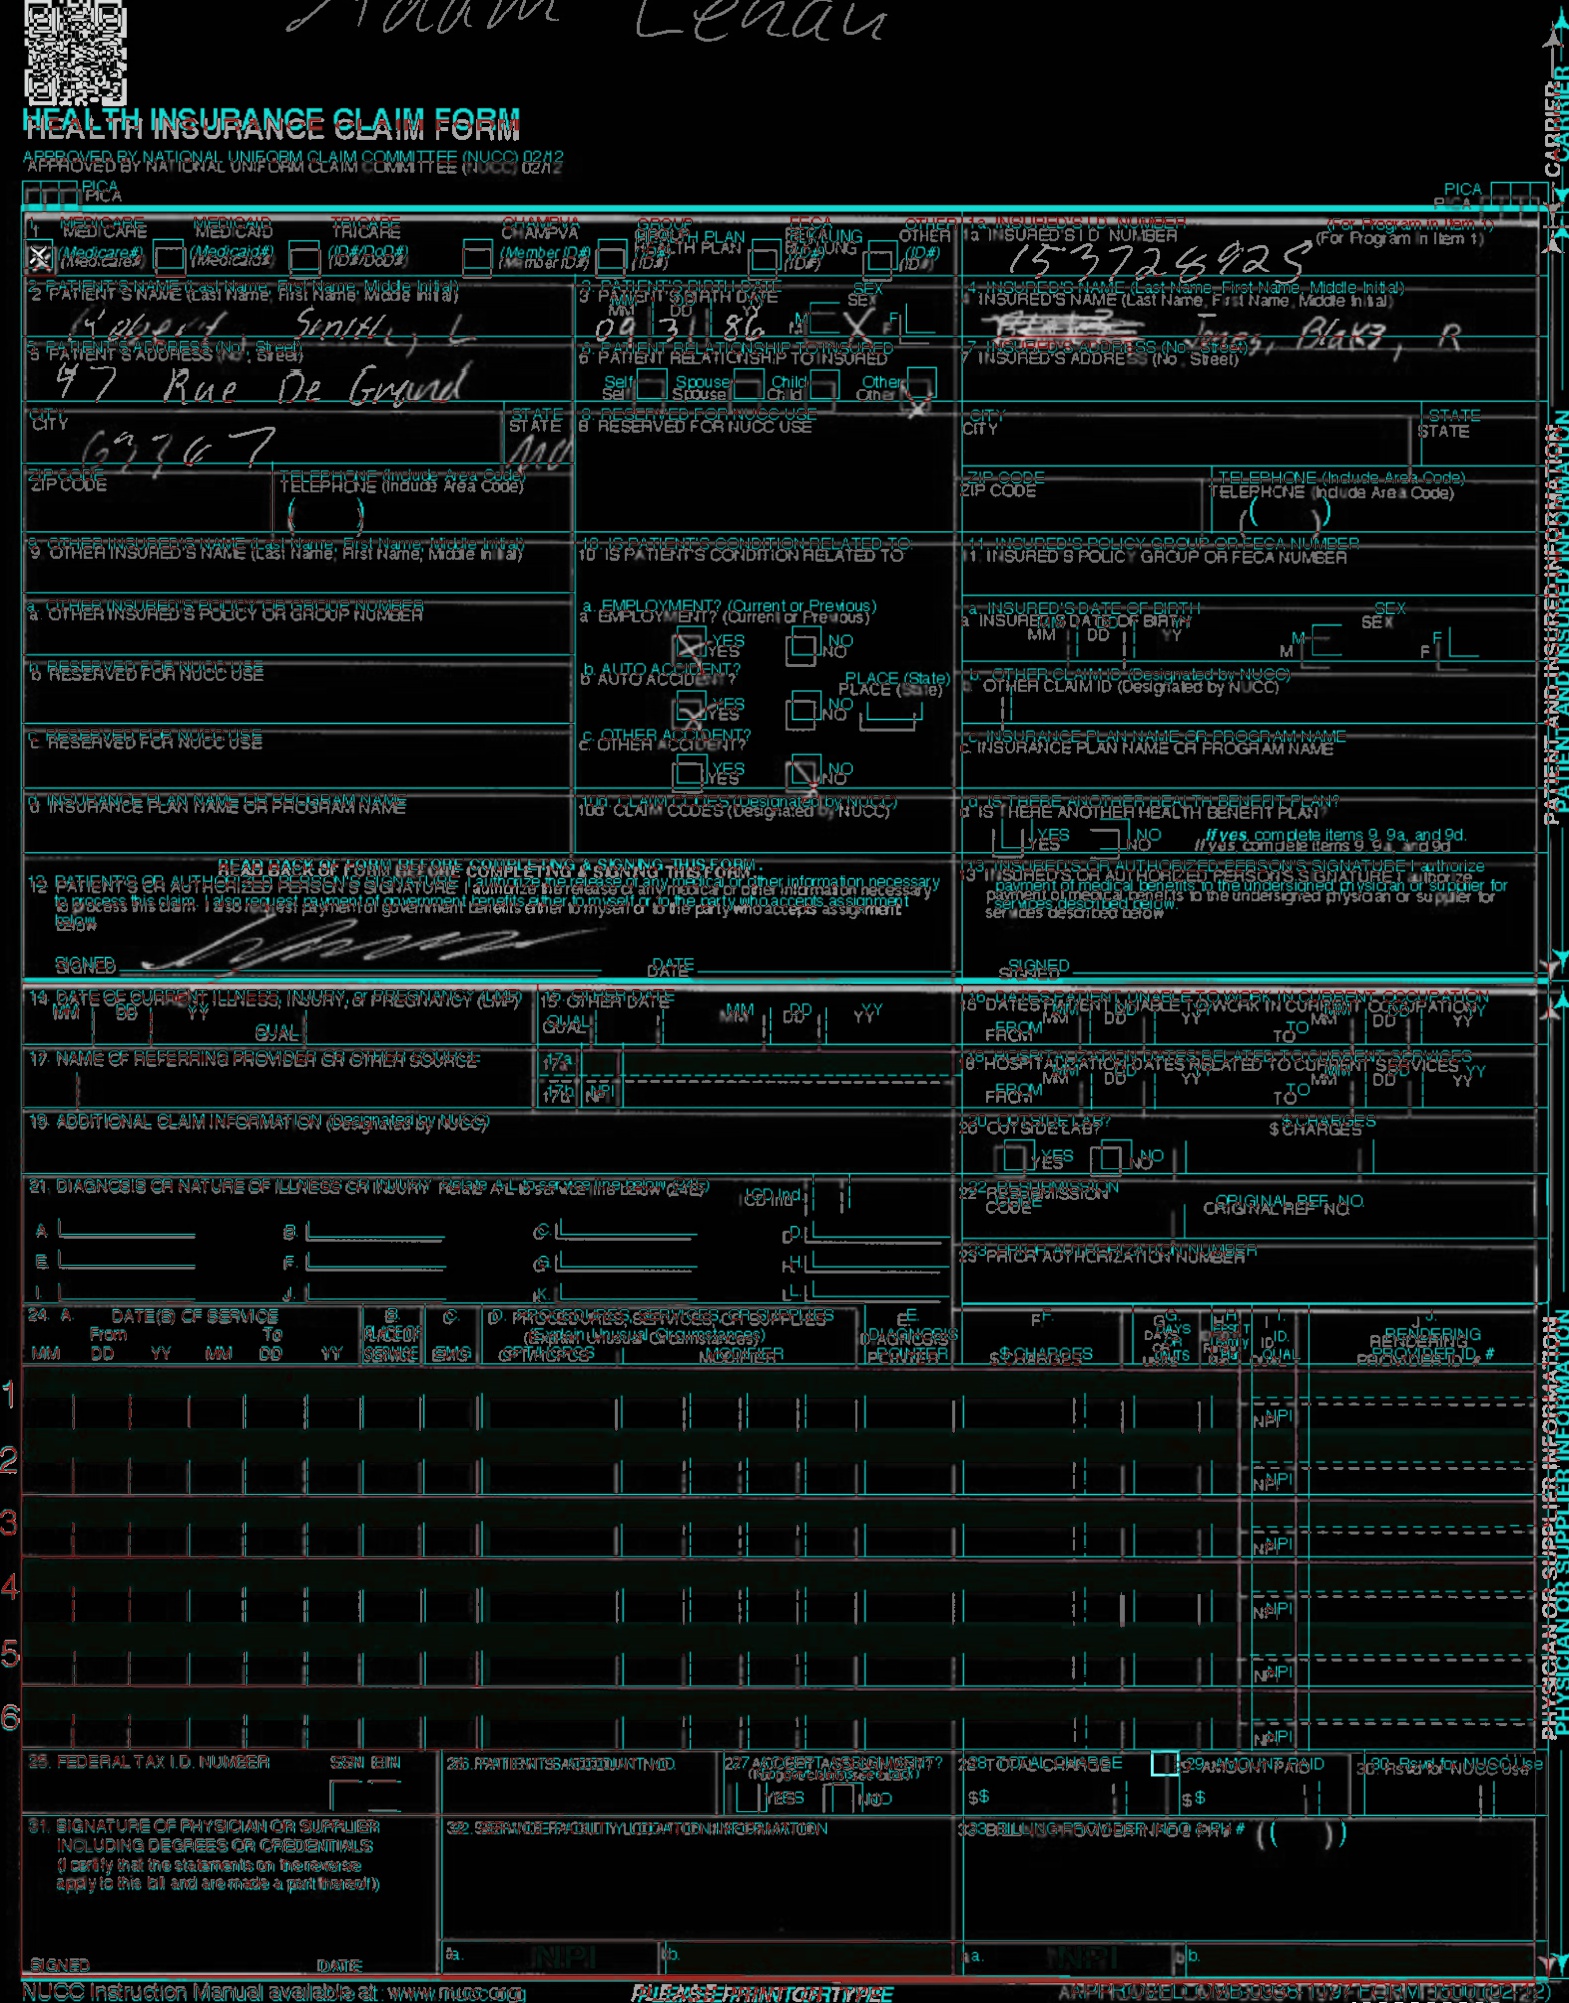 Adam Lehan
HEALTH INSURANCE CLAIM FORM
APPROVED BY NATIONAL UNIFORM CLAIM COMMITTEE (NUCC) 02/12
PICA PICA
1. MEDICARE MEDICAID TRICARE CHAMPVA GROUP HEALTH PLAN FECA BLK LUNG OTHER
(Medicare#) (Medicaid#) (ID#/DoD#) (Member ID#) (ID#) (ID#) (ID#)
1a. INSURED'S I.D. NUMBER (For Program in Item 1)
153728925
2. PATIENT'S NAME (Last Name, First Name, Middle Initial)
Robert, Smith, L
3. PATIENT'S BIRTH DATE SEX
MM DD YY
09 31 86 M X F
4. INSURED'S NAME (Last Name, First Name, Middle Initial)
Jones, Blake, R
5. PATIENT'S ADDRESS (No., Street)
97 Rue De Grand
6. PATIENT RELATIONSHIP TO INSURED
Self Spouse Child Other
7. INSURED'S ADDRESS (No., Street)
CITY STATE
69367
8. RESERVED FOR NUCC USE
CITY STATE
ZIP CODE TELEPHONE (Include Area Code)
ZIP CODE TELEPHONE (Include Area Code)
9. OTHER INSURED'S NAME (Last Name, First Name, Middle Initial)
10. IS PATIENT'S CONDITION RELATED TO:
11. INSURED'S POLICY GROUP OR FECA NUMBER
a. OTHER INSURED'S POLICY OR GROUP NUMBER
a. EMPLOYMENT? (Current or Previous)
YES NO
a. INSURED'S DATE OF BIRTH SEX
MM DD YY M F
b. RESERVED FOR NUCC USE
b. AUTO ACCIDENT? PLACE (State)
YES NO
b. OTHER CLAIM ID (Designated by NUCC)
c. RESERVED FOR NUCC USE
c. OTHER ACCIDENT?
YES NO
c. INSURANCE PLAN NAME OR PROGRAM NAME
d. INSURANCE PLAN NAME OR PROGRAM NAME
10d. CLAIM CODES (Designated by NUCC)
d. IS THERE ANOTHER HEALTH BENEFIT PLAN?
YES NO If yes, complete items 9, 9a, and 9d.
READ BACK OF FORM BEFORE COMPLETING & SIGNING THIS FORM.
12. PATIENT'S OR AUTHORIZED PERSON'S SIGNATURE I authorize the release of any medical or other information necessary
to process this claim. I also request payment of government benefits either to myself or to the party who accepts assignment
below.
SIGNED DATE
13. INSURED'S OR AUTHORIZED PERSON'S SIGNATURE I authorize
payment of medical benefits to the undersigned physician or supplier for
services described below.
SIGNED
14. DATE OF CURRENT ILLNESS, INJURY, or PREGNANCY (LMP)
MM DD YY QUAL.
15. OTHER DATE
QUAL. MM DD YY
16. DATES PATIENT UNABLE TO WORK IN CURRENT OCCUPATION
MM DD YY MM DD YY
FROM TO
17. NAME OF REFERRING PROVIDER OR OTHER SOURCE
17a.
17b. NPI
18. HOSPITALIZATION DATES RELATED TO CURRENT SERVICES
MM DD YY MM DD YY
FROM TO
19. ADDITIONAL CLAIM INFORMATION (Designated by NUCC)
20. OUTSIDE LAB? $ CHARGES
YES NO
21. DIAGNOSIS OR NATURE OF ILLNESS OR INJURY Relate A-L to service line below (24E) ICD Ind.
A. B. C. D.
E. F. G. H.
I. J. K. L.
22. RESUBMISSION CODE ORIGINAL REF. NO.
23. PRIOR AUTHORIZATION NUMBER
24. A. DATE(S) OF SERVICE B. C. D. PROCEDURES, SERVICES, OR SUPPLIES E. F. G. H. I. J.
From To PLACE OF (Explain Unusual Circumstances) DIAGNOSIS DAYS ID. RENDERING
MM DD YY MM DD YY SERVICE EMG CPT/HCPCS MODIFIER POINTER $ CHARGES UNITS QUAL. PROVIDER ID. #
1 NPI
2 NPI
3 NPI
4 NPI
5 NPI
6 NPI
25. FEDERAL TAX I.D. NUMBER SSN EIN
26. PATIENT'S ACCOUNT NO.
27. ACCEPT ASSIGNMENT?
YES NO
28. TOTAL CHARGE
$
29. AMOUNT PAID
$
30. Rsvd for NUCC Use
31. SIGNATURE OF PHYSICIAN OR SUPPLIER
INCLUDING DEGREES OR CREDENTIALS
(I certify that the statements on the reverse
apply to this bill and are made a part thereof.)
SIGNED DATE
32. SERVICE FACILITY LOCATION INFORMATION
a. NPI b.
33. BILLING PROVIDER INFO & PH # ( )
a. NPI b.
NUCC Instruction Manual available at: www.nucc.org
PLEASE PRINT OR TYPE
CARRIER
PATIENT AND INSURED INFORMATION
PHYSICIAN OR SUPPLIER INFORMATION